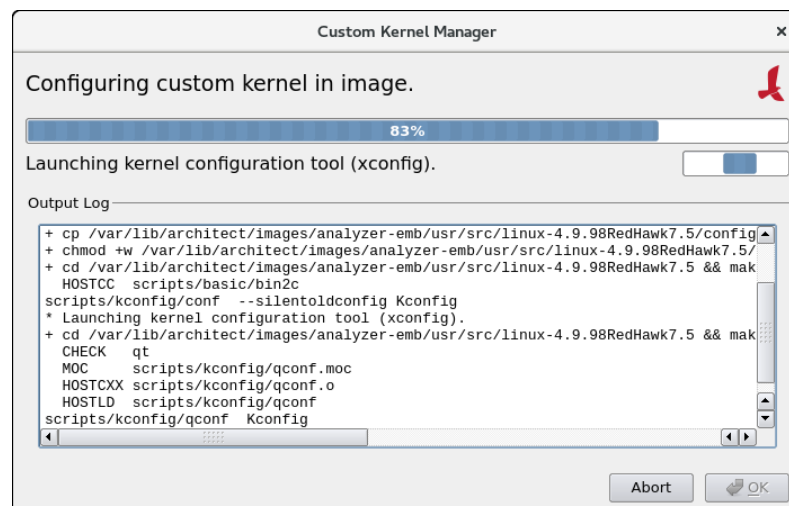 Custom Kernel Manager
Configuring custom kernel in image.
83%
Launching kernel configuration tool (xconfig).
Output Log
+ cp /var/lib/architect/images/analyzer-emb/usr/src/linux-4.9.98RedHawk7.5/config
+ chmod +w /var/lib/architect/images/analyzer-emb/usr/src/linux-4.9.98RedHawk7.5/
+ cd /var/lib/architect/images/analyzer-emb/usr/src/linux-4.9.98RedHawk7.5 && mak
HOSTCC scripts/basic/bin2c
scripts/kconfig/conf --silentoldconfig Kconfig
* Launching kernel configuration tool (xconfig).
+ cd /var/lib/architect/images/analyzer-emb/usr/src/linux-4.9.98RedHawk7.5 && mak
CHECK qt
MOC scripts/kconfig/qconf.moc
HOSTCXX scripts/kconfig/qconf.o
HOSTLD scripts/kconfig/qconf
scripts/kconfig/qconf Kconfig
Abort
OK